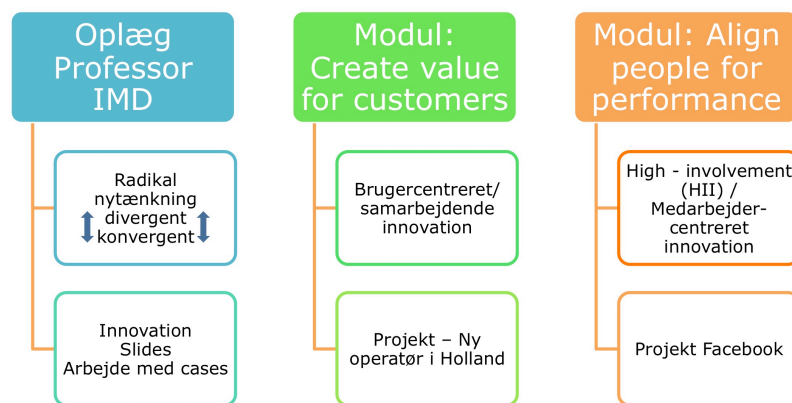 Oplæg
Professor
IMD
Radikal
nytænkning
divergent
konvergent
Innovation
Slides
Arbejde med cases
Modul:
Create value
for customers
Brugercentreret/
samarbejdende
innovation
Projekt – Ny
operatør i Holland
Modul: Align
people for
performance
High - involvement
(HII) /
Medarbejder-
centreret
innovation
Projekt Facebook